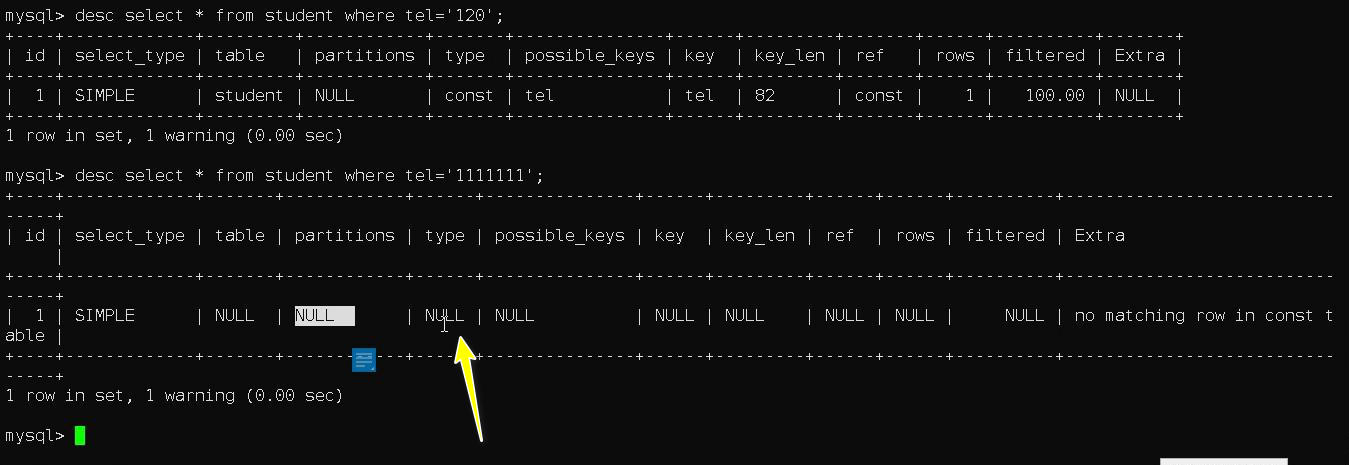 mysql> desc select * from student where tel='120';
+----+-------------+---------+------------+-------+---------------+------+---------+-------+------+----------+-------+
| id | select_type | table   | partitions | type  | possible_keys | key  | key_len | ref   | rows | filtered | Extra |
+----+-------------+---------+------------+-------+---------------+------+---------+-------+------+----------+-------+
|  1 | SIMPLE      | student | NULL       | const | tel           | tel  | 82      | const |    1 |   100.00 | NULL  |
+----+-------------+---------+------------+-------+---------------+------+---------+-------+------+----------+-------+
1 row in set, 1 warning (0.00 sec)
mysql> desc select * from student where tel='1111111';
+----+-------------+-------+------------+------+---------------+------+---------+------+------+----------+---------------------------
-----+
| id | select_type | table | partitions | type | possible_keys | key  | key_len | ref  | rows | filtered | Extra
     |
+----+-------------+-------+------------+------+---------------+------+---------+------+------+----------+---------------------------
-----+
|  1 | SIMPLE      | NULL  | NULL       | NULL | NULL          | NULL | NULL    | NULL | NULL |     NULL | no matching row in const t
able |
+----+-------------+-------+------------+------+---------------+------+---------+------+------+----------+---------------------------
-----+
1 row in set, 1 warning (0.00 sec)
mysql>